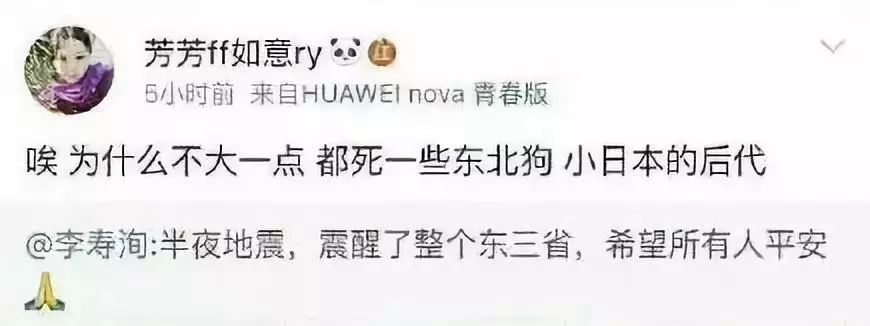 芳芳ff如意ry🐼
5小时前 来自HUAWEI nova 青春版
唉 为什么不大一点 都死一些东北狗 小日本的后代
@李寿洵:半夜地震，震醒了整个东三省，希望所有人平安
🙏